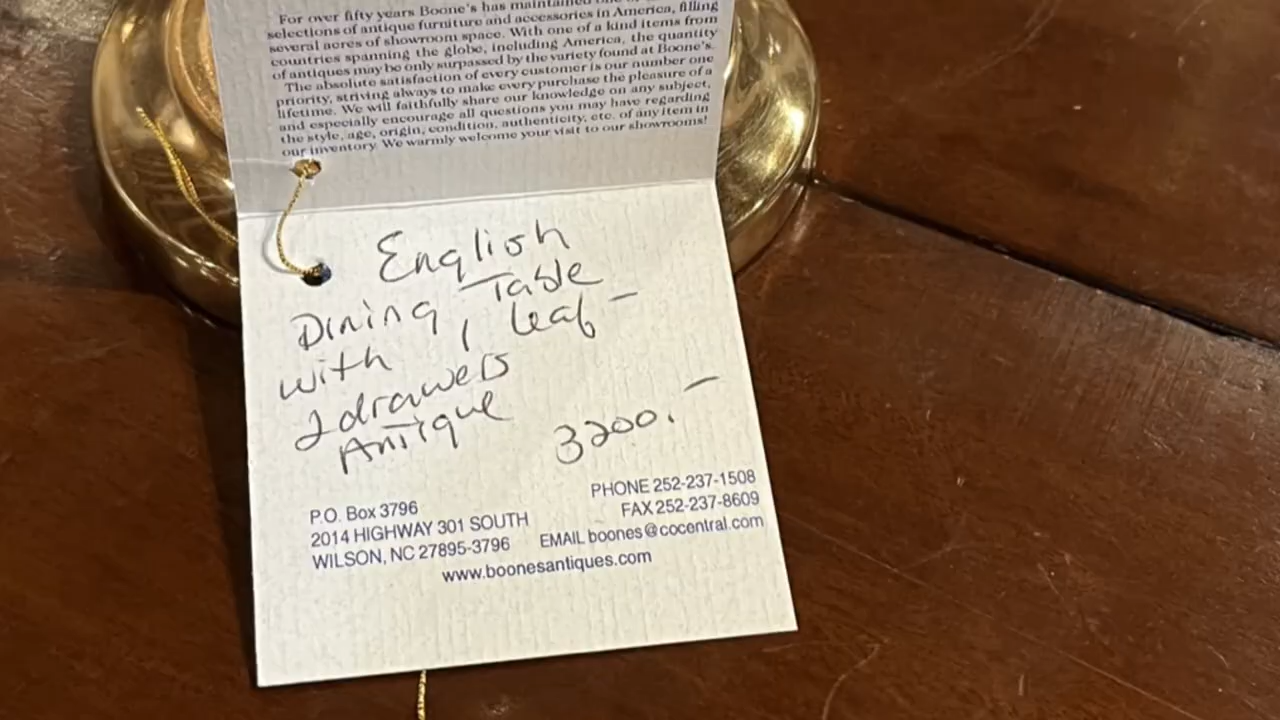 For over fifty years Boone's has maintained one of
selections of antique furniture and accessories in America, filling
several acres of showroom space. With one of a kind items from
countries spanning the globe, including America, the quantity
of antiques may be only surpassed by the variety found at Boone's.
The absolute satisfaction of every customer is our number one
priority, striving always to make every purchase the pleasure of a
lifetime. We will faithfully share our knowledge on any subject,
and especially encourage all questions you may have regarding
the style, age, origin, condition, authenticity, etc. of any item in
our inventory. We warmly welcome your visit to our showrooms!
English
Dining Table
with 1 leaf -
2 drawers
Antique
3200. -
P.O. Box 3796
2014 HIGHWAY 301 SOUTH
WILSON, NC 27895-3796
PHONE 252-237-1508
FAX 252-237-8609
EMAIL boones@cocentral.com
www.boonesantiques.com